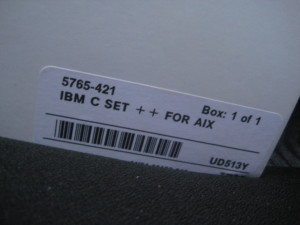 5765-421
IBM C SET ++ FOR AIX
Box: 1 of 1
UD513Y